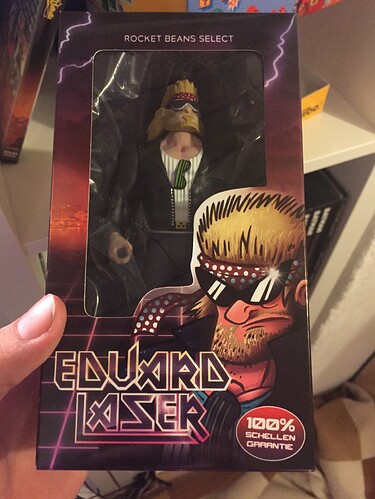 ROCKET BEANS SELECT
EDUARD
LASER
100%
SCHELLEN
GARANTIE